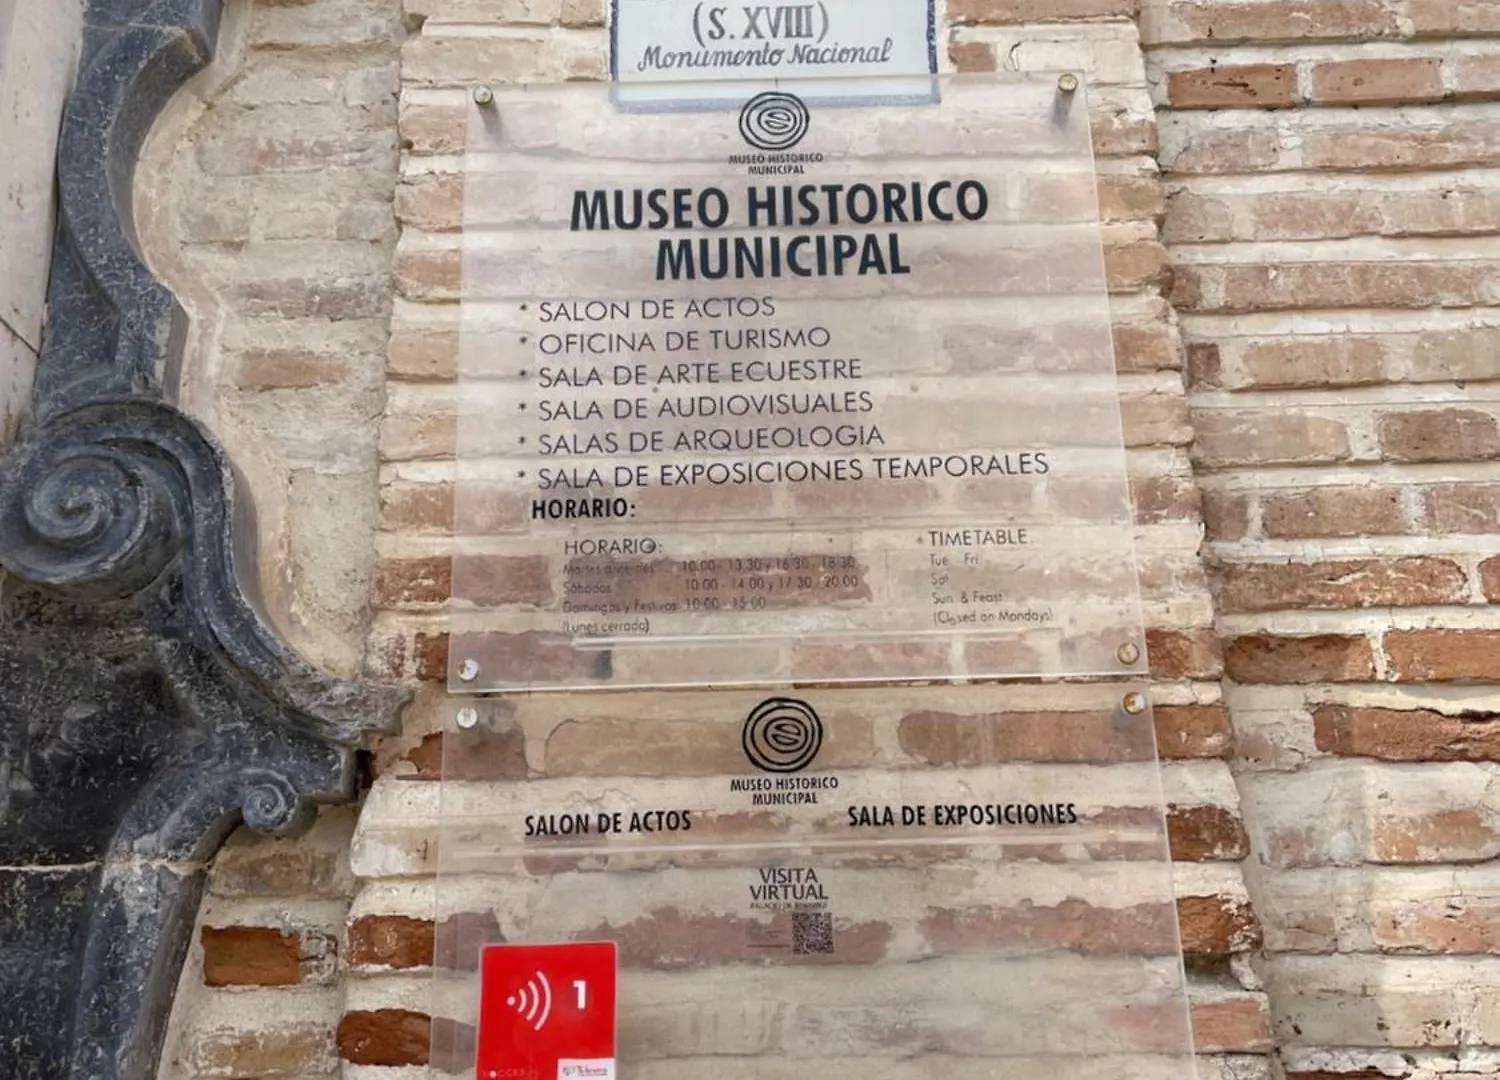 (S. XVIII)
Monumento Nacional
MUSEO HISTORICO
MUNICIPAL
MUSEO HISTORICO
MUNICIPAL
* SALON DE ACTOS
* OFICINA DE TURISMO
* SALA DE ARTE ECUESTRE
* SALA DE AUDIOVISUALES
* SALAS DE ARQUEOLOGIA
* SALA DE EXPOSICIONES TEMPORALES
HORARIO:
HORARIO:
Martes a viernes 10:00 - 13:30 y 16:30 - 18:30
Sábados 10:00 - 14:00 y 17:30 - 20:00
Domingos y Festivos 10:00 - 15:00
(Lunes cerrado)
TIMETABLE
Tue Fri
Sat
Sun & Feast
(Closed on Mondays)
MUSEO HISTORICO
MUNICIPAL
SALON DE ACTOS
SALA DE EXPOSICIONES
VISITA
VIRTUAL
1